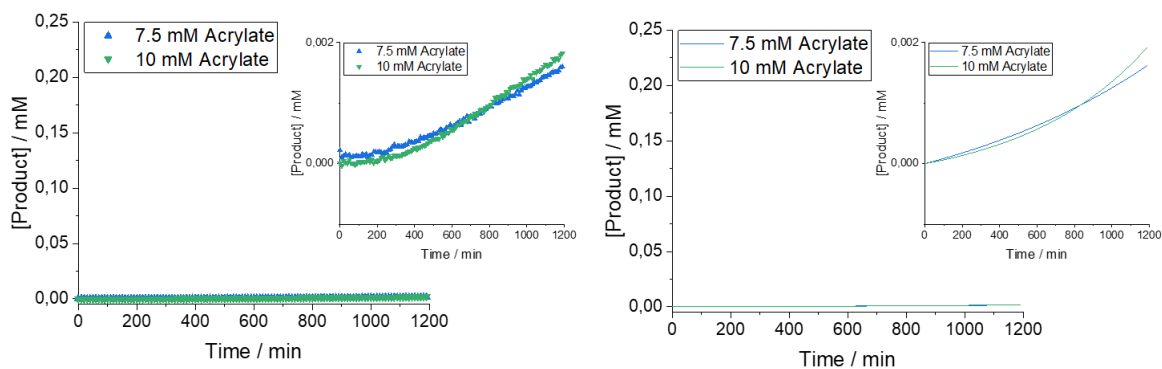 0,25
0,20
0,15
0,10
0,05
0,00
[Product] / mM
7.5 mM Acrylate
10 mM Acrylate
0 200 400 600 800 1000 1200
Time / min
0,002
0,000
[Product] / mM
7.5 mM Acrylate
10 mM Acrylate
0 200 400 600 800 1000 1200
Time / min
0.25
0.20
0.15
0.10
0.05
0.00
[Product] / mM
7.5 mM Acrylate
10 mM Acrylate
0 200 400 600 800 1000 1200
Time / min
0,002
0,000
[Product] / mM
7.5 mM Acrylate
10 mM Acrylate
0 200 400 600 800 1000 1200
Time / min